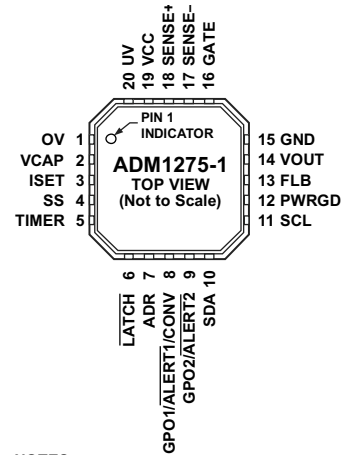 20 UV
19 VCC
18 SENSE+
17 SENSE–
16 GATE
PIN 1
INDICATOR
OV 1
VCAP 2
ISET 3
SS 4
TIMER 5
ADM1275-1
TOP VIEW
(Not to Scale)
15 GND
14 VOUT
13 FLB
12 PWRGD
11 SCL
LATCH 6
ADR 7
GPO1/ALERT1/CONV 8
GPO2/ALERT2 9
SDA 10